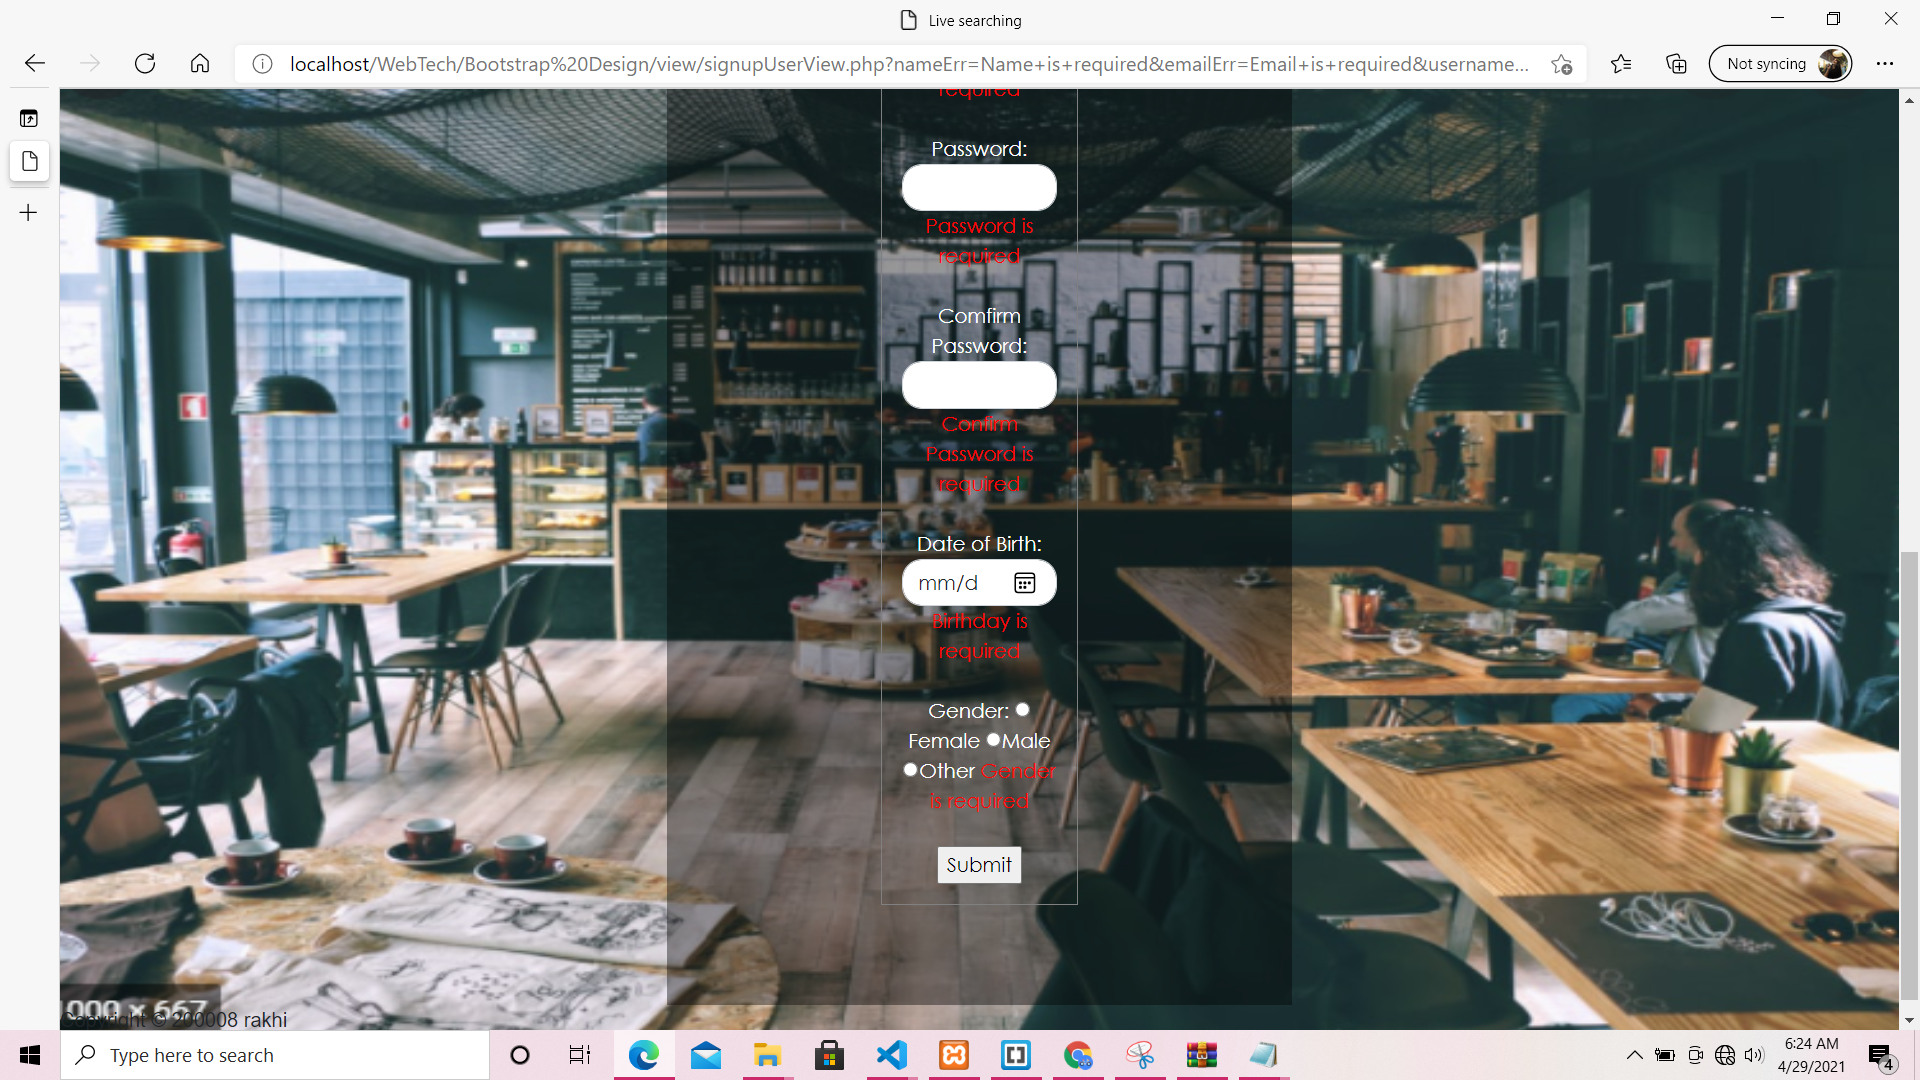 Live searching
localhost/WebTech/Bootstrap%20Design/view/signupUserView.php?nameErr=Name+is+required&emailErr=Email+is+required&username...
Not syncing
required
Password:
Password is
required
Comfirm
Password:
Confirm
Password is
required
Date of Birth:
mm/d
Birthday is
required
Gender:
Female Male
Other Gender
is required
Submit
1000 x 667
Copyright © 200008 rakhi
Type here to search
6:24 AM
4/29/2021
4